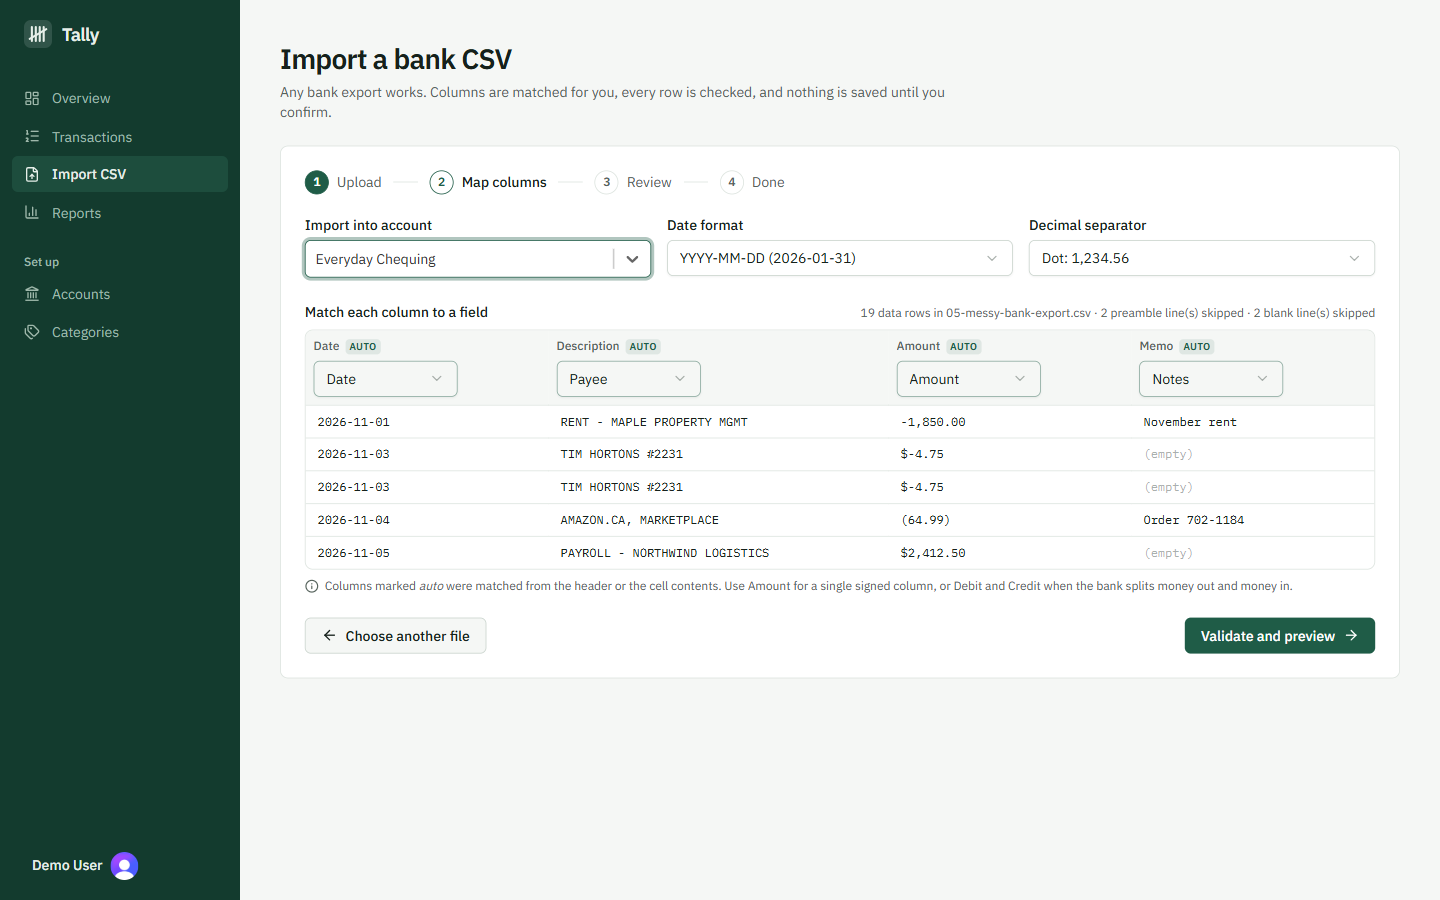 Tally
Overview
Transactions
Import CSV
Reports
Set up
Accounts
Categories
Demo User
Import a bank CSV
Any bank export works. Columns are matched for you, every row is checked, and nothing is saved until you
confirm.
1 Upload 2 Map columns 3 Review 4 Done
Import into account Date format Decimal separator
Everyday Chequing YYYY-MM-DD (2026-01-31) Dot: 1,234.56
Match each column to a field 19 data rows in 05-messy-bank-export.csv · 2 preamble line(s) skipped · 2 blank line(s) skipped
Date AUTO Description AUTO Amount AUTO Memo AUTO
Date Payee Amount Notes
2026-11-01 RENT - MAPLE PROPERTY MGMT -1,850.00 November rent
2026-11-03 TIM HORTONS #2231 $-4.75 (empty)
2026-11-03 TIM HORTONS #2231 $-4.75 (empty)
2026-11-04 AMAZON.CA, MARKETPLACE (64.99) Order 702-1184
2026-11-05 PAYROLL - NORTHWIND LOGISTICS $2,412.50 (empty)
Columns marked auto were matched from the header or the cell contents. Use Amount for a single signed column, or Debit and Credit when the bank splits money out and money in.
Choose another file Validate and preview